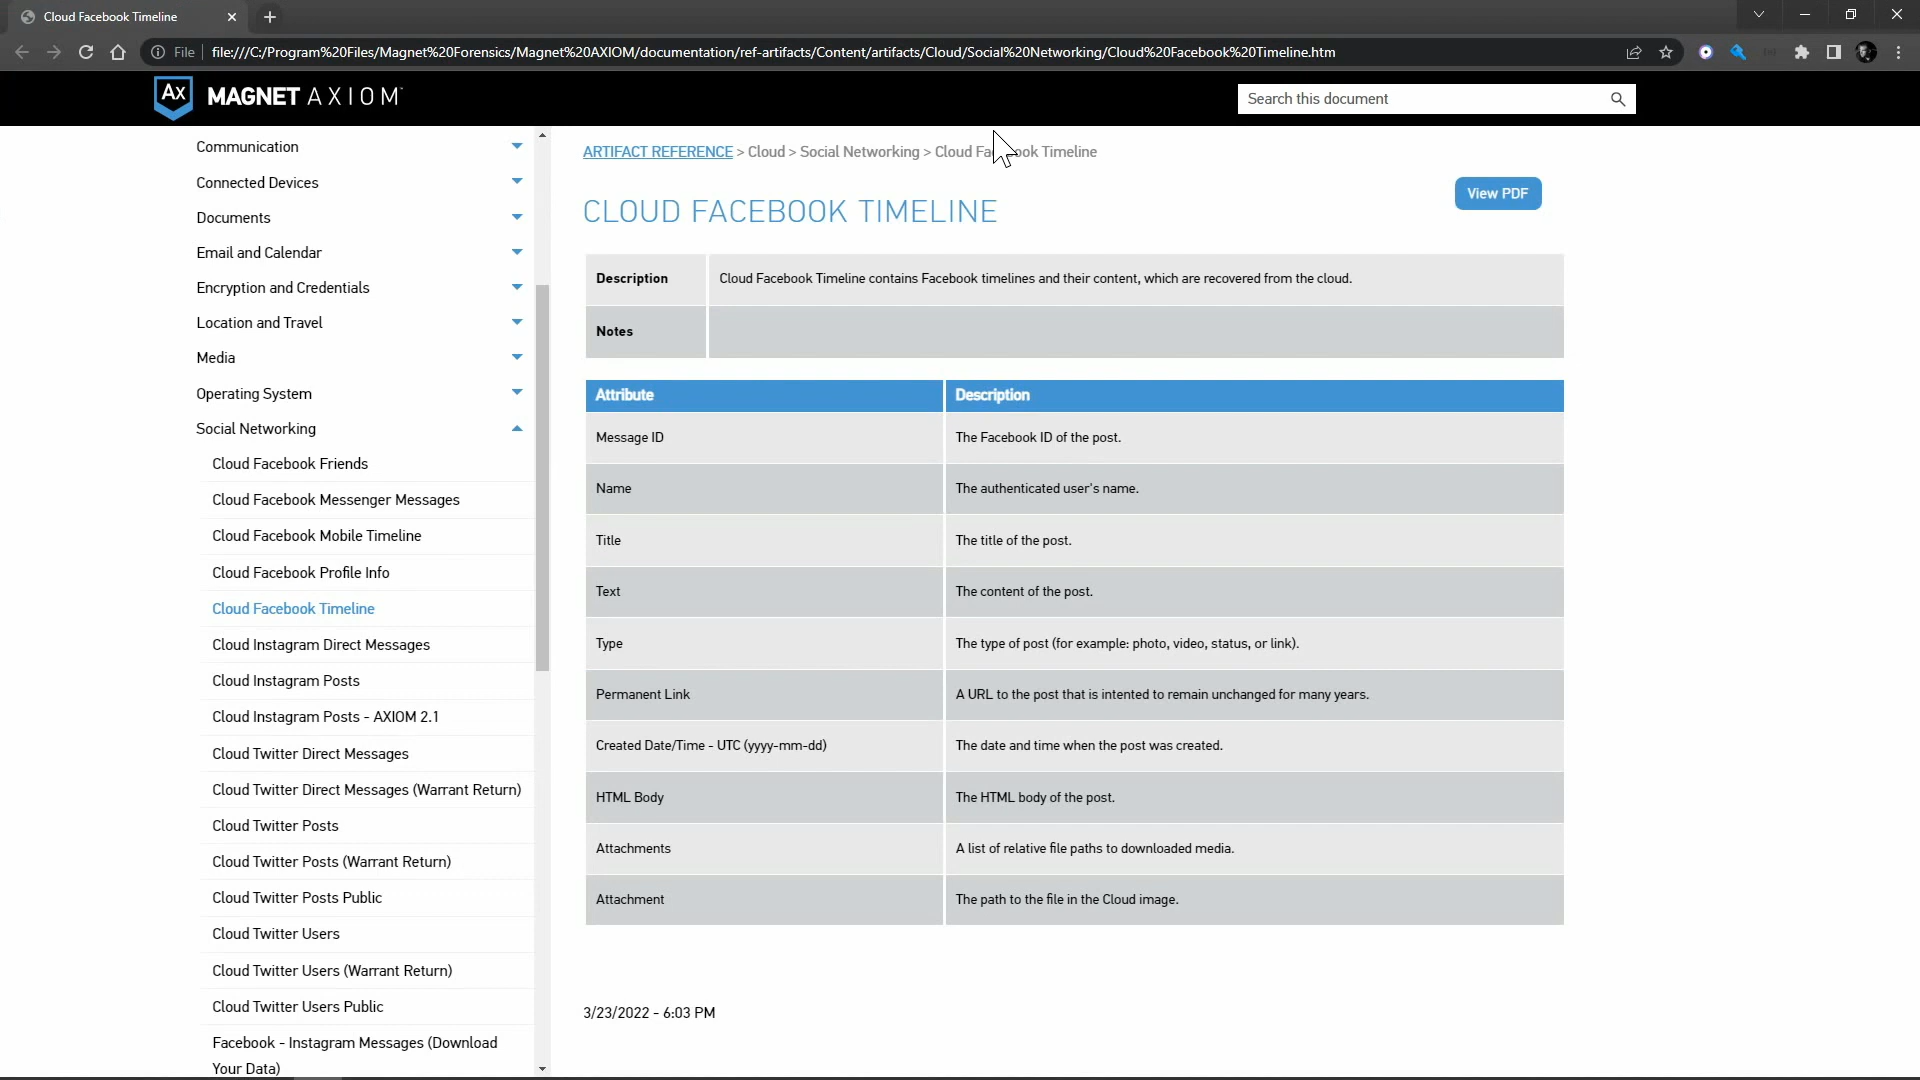 Cloud Facebook Timeline
File
file:///C:/Program%20Files/Magnet%20Forensics/Magnet%20AXIOM/documentation/ref-artifacts/Content/artifacts/Cloud/Social%20Networking/Cloud%20Facebook%20Timeline.htm
Ax MAGNET AXIOM
Search this document
Communication
Connected Devices
Documents
Email and Calendar
Encryption and Credentials
Location and Travel
Media
Operating System
Social Networking
Cloud Facebook Friends
Cloud Facebook Messenger Messages
Cloud Facebook Mobile Timeline
Cloud Facebook Profile Info
Cloud Facebook Timeline
Cloud Instagram Direct Messages
Cloud Instagram Posts
Cloud Instagram Posts - AXIOM 2.1
Cloud Twitter Direct Messages
Cloud Twitter Direct Messages (Warrant Return)
Cloud Twitter Posts
Cloud Twitter Posts (Warrant Return)
Cloud Twitter Posts Public
Cloud Twitter Users
Cloud Twitter Users (Warrant Return)
Cloud Twitter Users Public
Facebook - Instagram Messages (Download
Your Data)
ARTIFACT REFERENCE > Cloud > Social Networking > Cloud Facebook Timeline
View PDF
CLOUD FACEBOOK TIMELINE
Description Cloud Facebook Timeline contains Facebook timelines and their content, which are recovered from the cloud.
Notes
Attribute Description
Message ID The Facebook ID of the post.
Name The authenticated user's name.
Title The title of the post.
Text The content of the post.
Type The type of post (for example: photo, video, status, or link).
Permanent Link A URL to the post that is intented to remain unchanged for many years.
Created Date/Time - UTC (yyyy-mm-dd) The date and time when the post was created.
HTML Body The HTML body of the post.
Attachments A list of relative file paths to downloaded media.
Attachment The path to the file in the Cloud image.
3/23/2022 - 6:03 PM